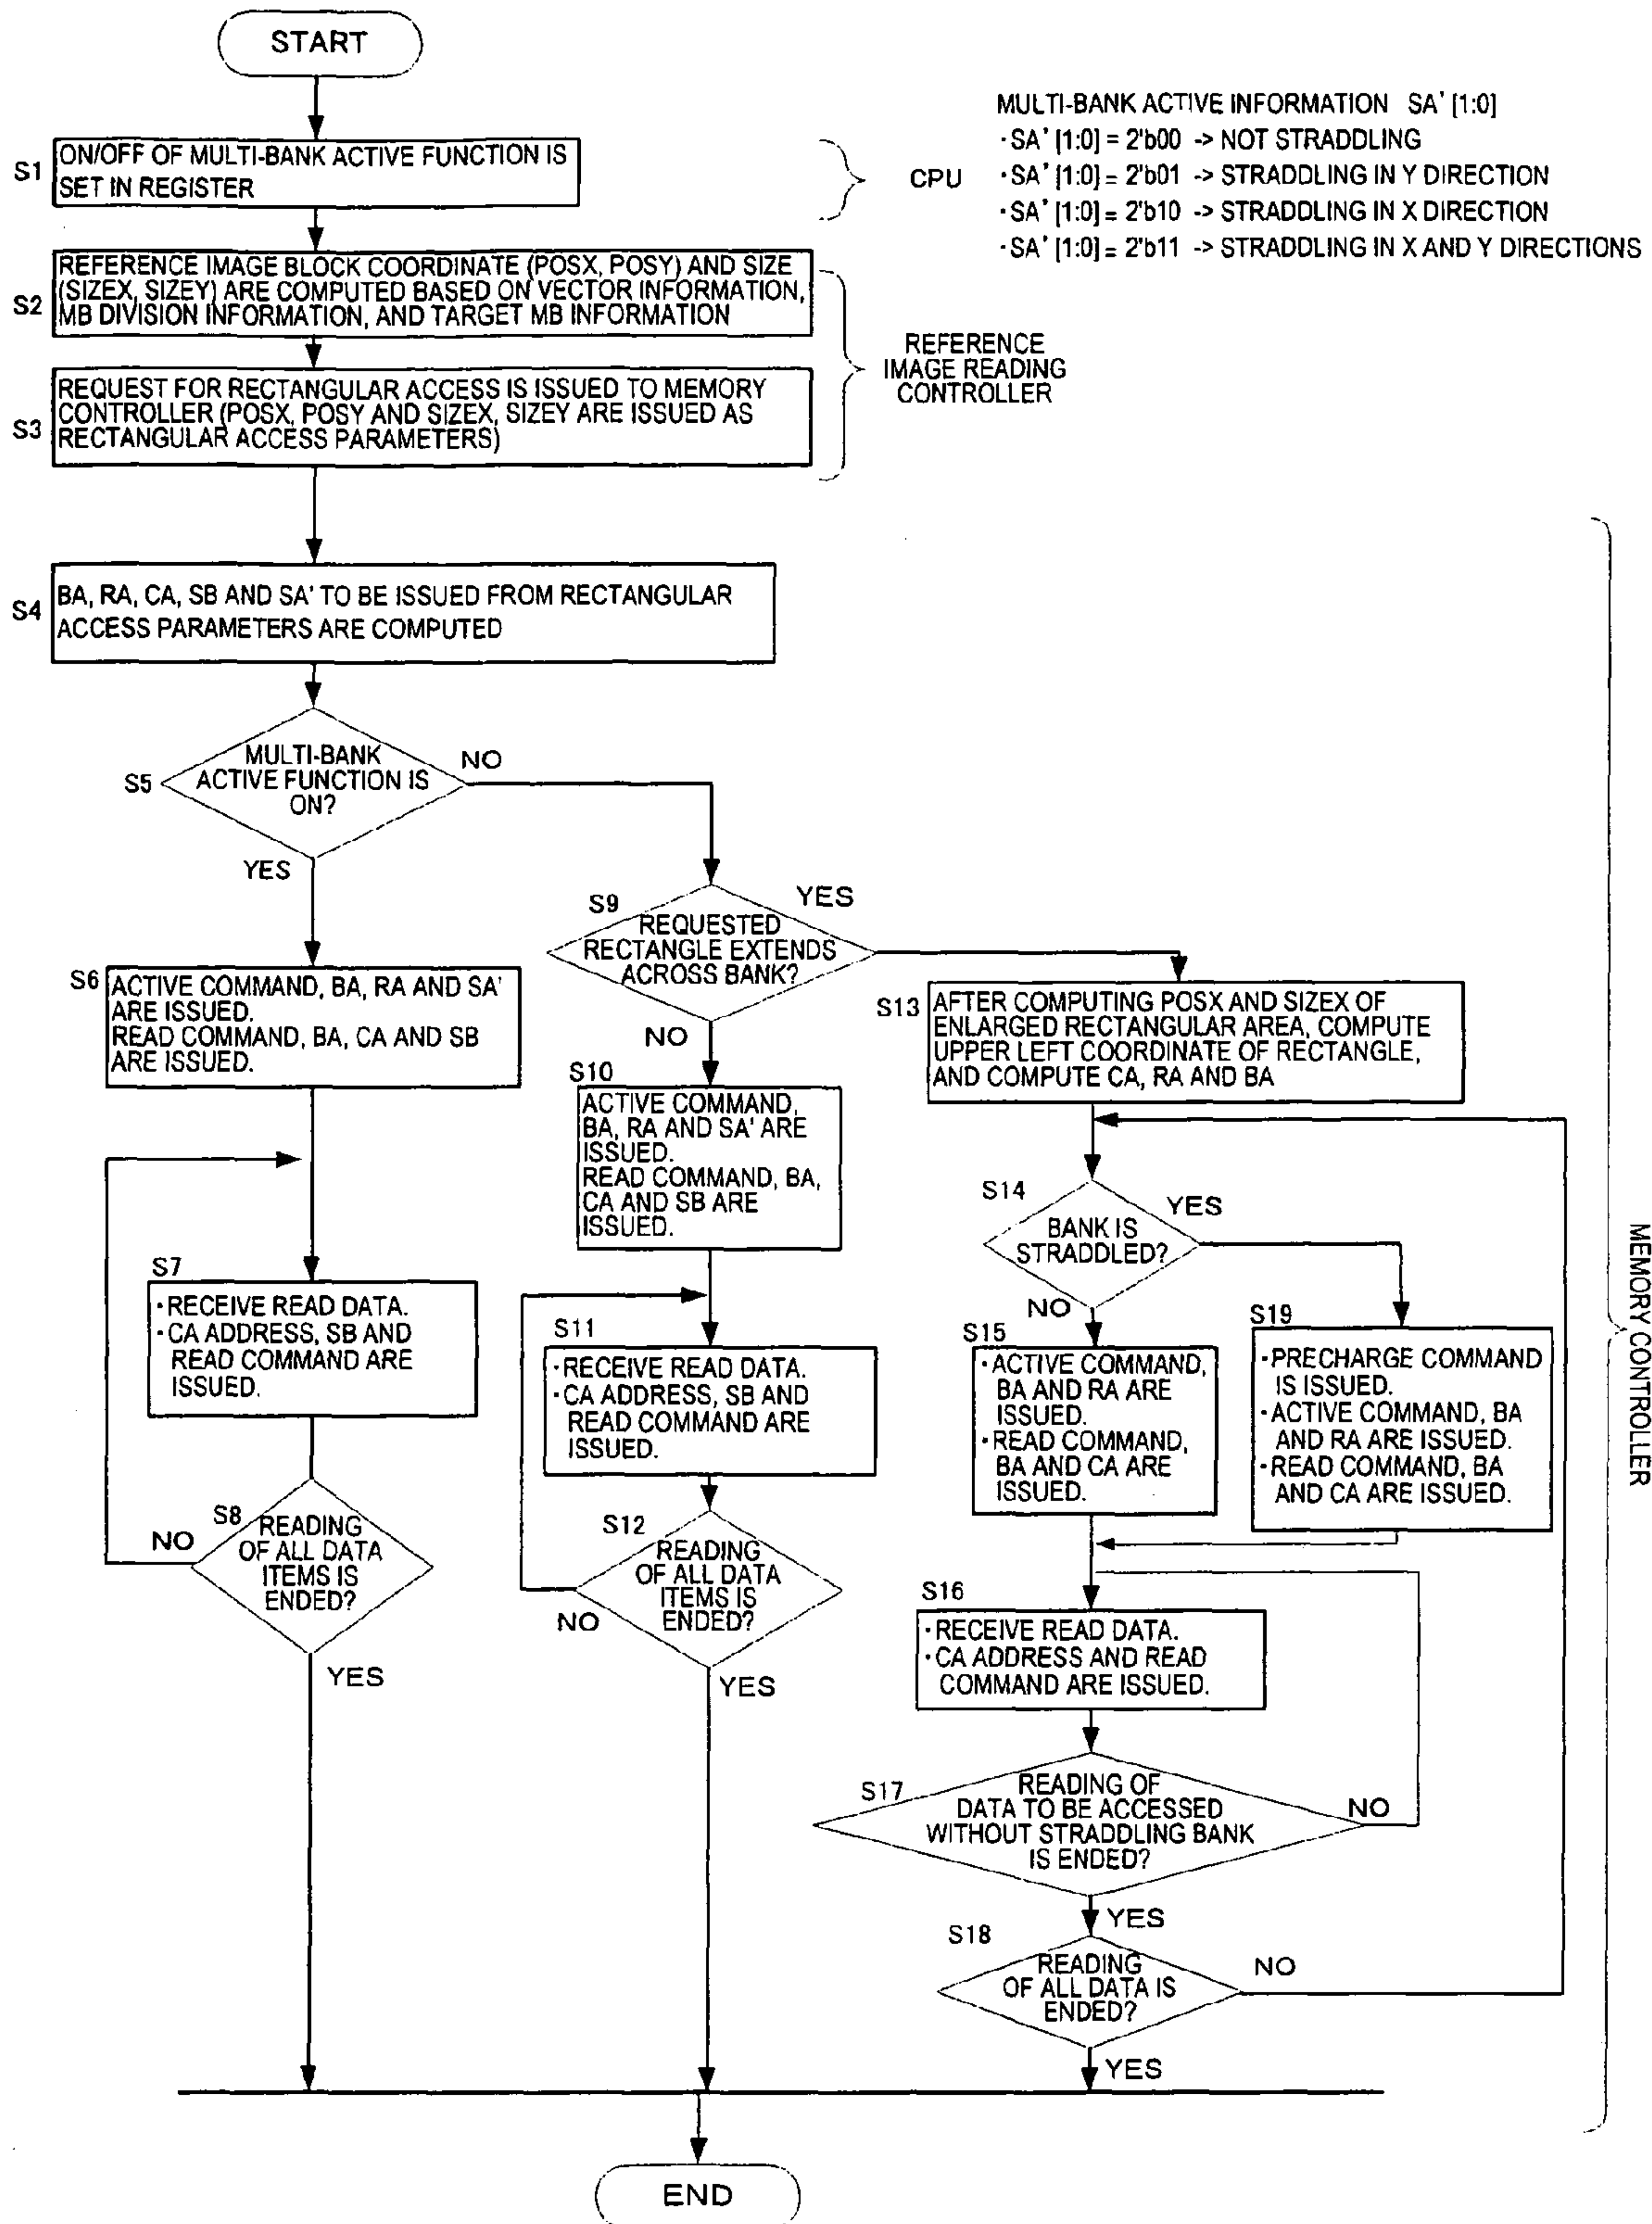 START
MULTI-BANK ACTIVE INFORMATION SA' [1:0]
·SA' [1:0] = 2'b00 -> NOT STRADDLING
·SA' [1:0] = 2'b01 -> STRADDLING IN Y DIRECTION
·SA' [1:0] = 2'b10 -> STRADDLING IN X DIRECTION
·SA' [1:0] = 2'b11 -> STRADDLING IN X AND Y DIRECTIONS
S1
ON/OFF OF MULTI-BANK ACTIVE FUNCTION IS
SET IN REGISTER
CPU
S2
REFERENCE IMAGE BLOCK COORDINATE (POSX, POSY) AND SIZE
(SIZEX, SIZEY) ARE COMPUTED BASED ON VECTOR INFORMATION,
MB DIVISION INFORMATION, AND TARGET MB INFORMATION
REFERENCE
IMAGE READING
CONTROLLER
S3
REQUEST FOR RECTANGULAR ACCESS IS ISSUED TO MEMORY
CONTROLLER (POSX, POSY AND SIZEX, SIZEY ARE ISSUED AS
RECTANGULAR ACCESS PARAMETERS)
S4
BA, RA, CA, SB AND SA' TO BE ISSUED FROM RECTANGULAR
ACCESS PARAMETERS ARE COMPUTED
S5
MULTI-BANK
ACTIVE FUNCTION IS
ON?
NO
YES
S9
REQUESTED
RECTANGLE EXTENDS
ACROSS BANK?
YES
NO
S6
ACTIVE COMMAND, BA, RA AND SA'
ARE ISSUED.
READ COMMAND, BA, CA AND SB
ARE ISSUED.
S13
AFTER COMPUTING POSX AND SIZEX OF
ENLARGED RECTANGULAR AREA, COMPUTE
UPPER LEFT COORDINATE OF RECTANGLE,
AND COMPUTE CA, RA AND BA
S10
ACTIVE COMMAND,
BA, RA AND SA' ARE
ISSUED.
READ COMMAND, BA,
CA AND SB ARE
ISSUED.
S14
BANK IS
STRADDLED?
YES
NO
S7
·RECEIVE READ DATA.
·CA ADDRESS, SB AND
READ COMMAND ARE
ISSUED.
S11
·RECEIVE READ DATA.
·CA ADDRESS, SB AND
READ COMMAND ARE
ISSUED.
S15
·ACTIVE COMMAND,
BA AND RA ARE
ISSUED.
·READ COMMAND,
BA AND CA ARE
ISSUED.
S19
·PRECHARGE COMMAND
IS ISSUED.
·ACTIVE COMMAND, BA
AND RA ARE ISSUED.
·READ COMMAND, BA
AND CA ARE ISSUED.
MEMORY CONTROLLER
S8
READING
OF ALL DATA
ITEMS IS
ENDED?
NO
YES
S12
READING
OF ALL DATA
ITEMS IS
ENDED?
NO
YES
S16
·RECEIVE READ DATA.
·CA ADDRESS AND READ
COMMAND ARE ISSUED.
S17
READING OF
DATA TO BE ACCESSED
WITHOUT STRADDLING BANK
IS ENDED?
NO
YES
S18
READING
OF ALL DATA IS
ENDED?
NO
YES
END